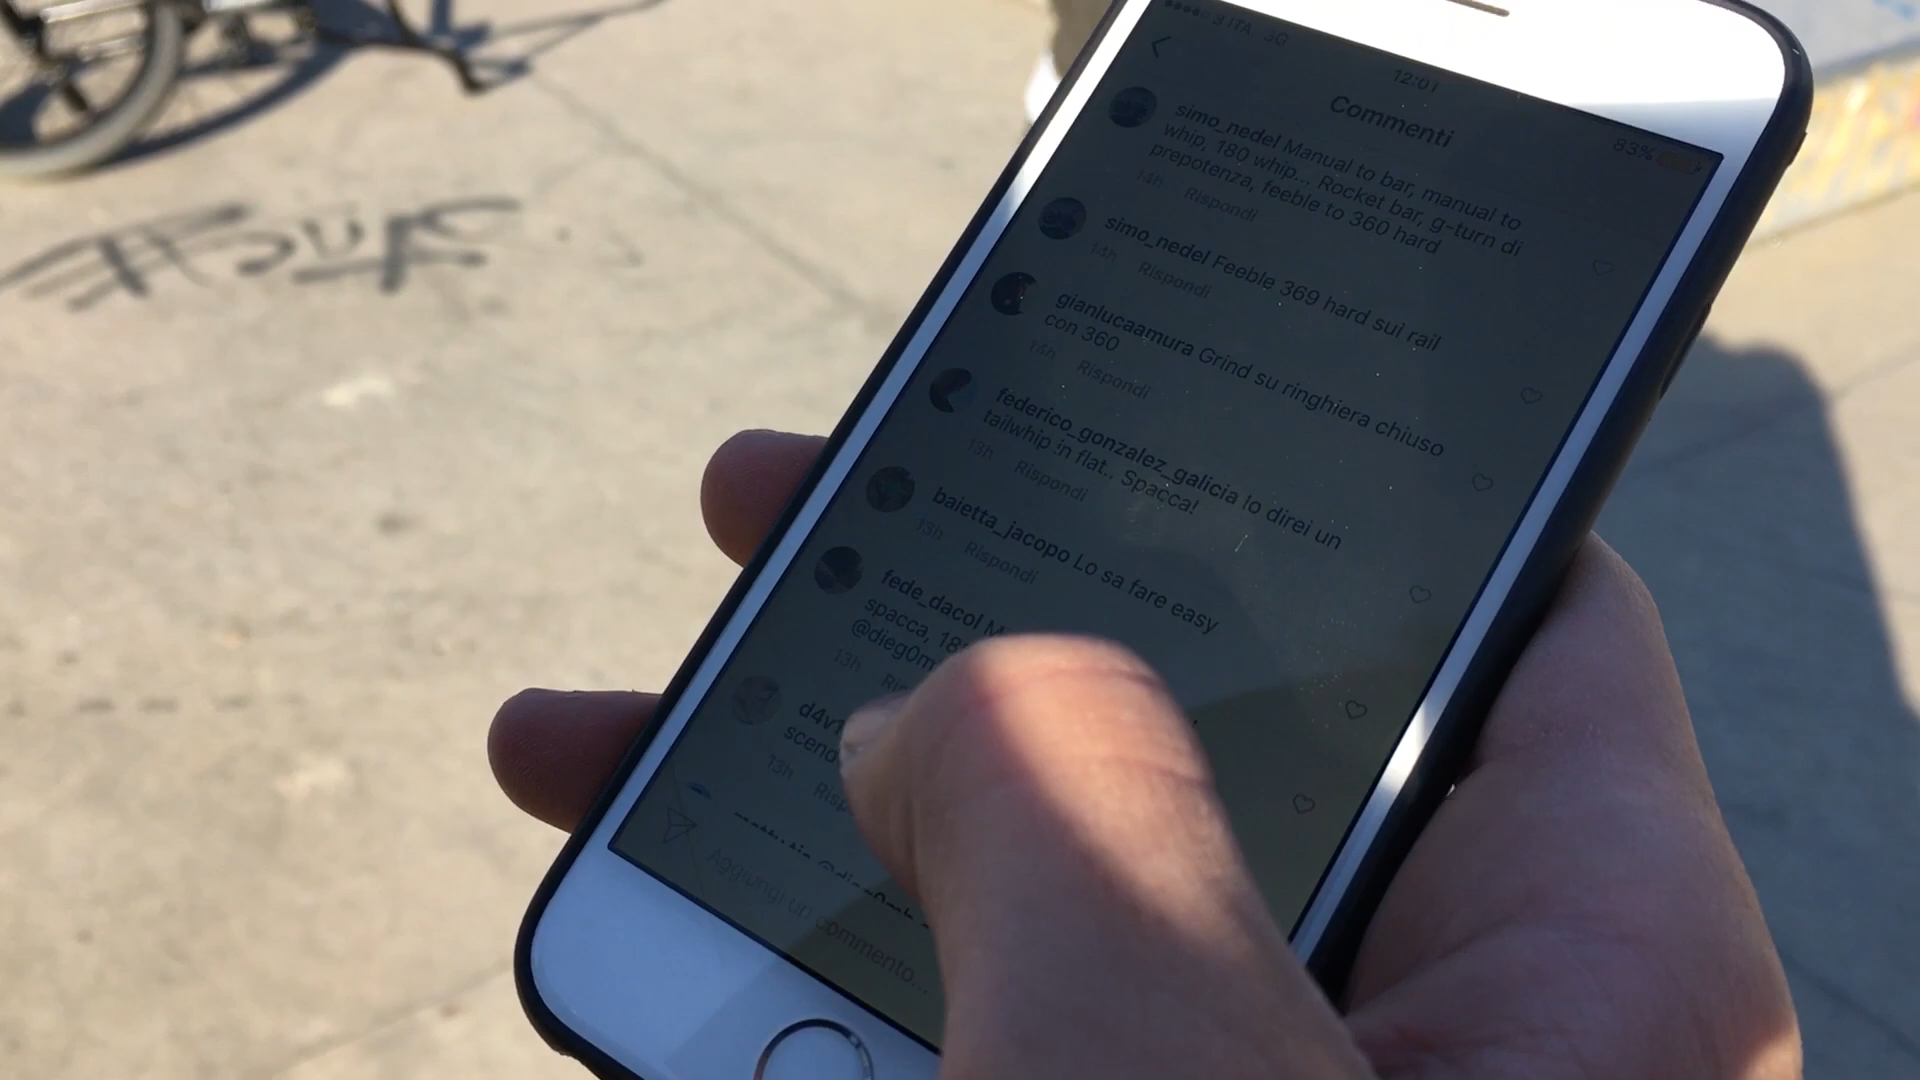 3 ITA 3G
12:01
83%
Commenti
simo_nedel Manual to bar, manual to
whip, 180 whip... Rocket bar, g-turn di
prepotenza, feeble to 360 hard
14h Rispondi
simo_nedel Feeble 369 hard sui rail
14h Rispondi
gianlucaamura Grind su ringhiera chiuso
con 360
14h Rispondi
federico_gonzalez_galicia Io direi un
tailwhip in flat.. Spacca!
13h Rispondi
baietta_jacopo Lo sa fare easy
13h Rispondi
fede_dacol
spacca,
13h
13h
Aggiungi un commento...